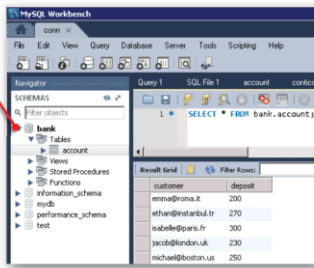 MySQL Workbench
conn ×
File Edit View Query Database Server Tools Scripting Help
Navigator
Query 1 SQL File 1 account
SCHEMAS
Filter objects
bank
Tables
account
Views
Stored Procedures
Functions
information_schema
mydb
performance_schema
test
1 SELECT * FROM bank.account;
Result Grid Filter Rows:
customer deposit
emma@roma.it 200
ethan@instanbul.tr 270
isabelle@paris.fr 300
jacob@london.uk 230
michael@boston.us 250